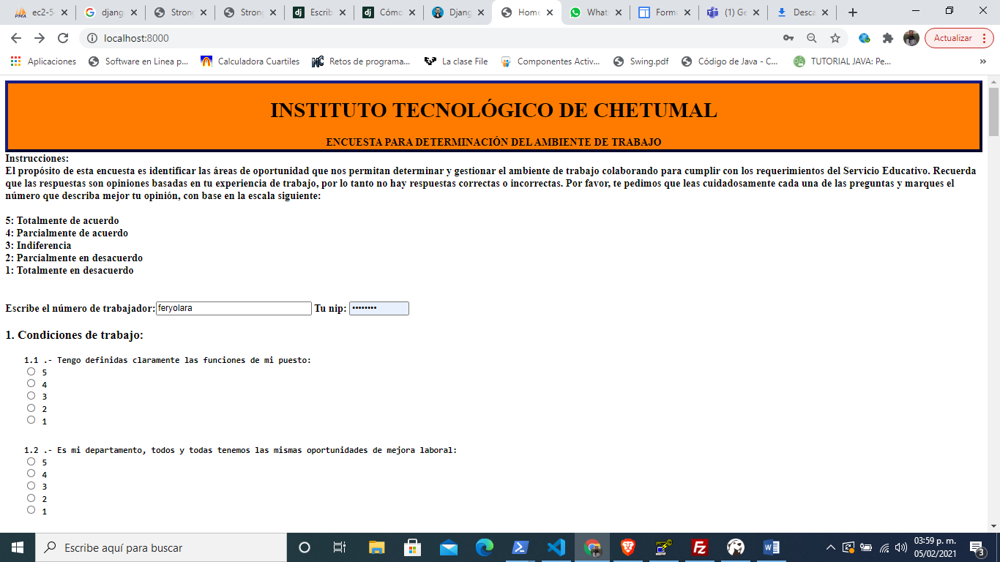 ec2-5
djang
Strong
Strong
Escrib
Cómo
Djang
Home
What
Form
(1) Ge
Desca
localhost:8000
Actualizar
Aplicaciones
Software en Linea p...
Calculadora Cuartiles
Retos de programa...
La clase File
Componentes Activ...
Swing.pdf
Código de Java - C...
TUTORIAL JAVA: Pe...
»
INSTITUTO TECNOLÓGICO DE CHETUMAL
ENCUESTA PARA DETERMINACIÓN DEL AMBIENTE DE TRABAJO
Instrucciones:
El propósito de esta encuesta es identificar las áreas de oportunidad que nos permitan determinar y gestionar el ambiente de trabajo colaborando para cumplir con los requerimientos del Servicio Educativo. Recuerda
que las respuestas son opiniones basadas en tu experiencia de trabajo, por lo tanto no hay respuestas correctas o incorrectas. Por favor, te pedimos que leas cuidadosamente cada una de las preguntas y marques el
número que describa mejor tu opinión, con base en la escala siguiente:
5: Totalmente de acuerdo
4: Parcialmente de acuerdo
3: Indiferencia
2: Parcialmente en desacuerdo
1: Totalmente en desacuerdo
Escribe el número de trabajador: feryolara Tu nip: ••••••••
1. Condiciones de trabajo:
1.1 .- Tengo definidas claramente las funciones de mi puesto:
5
4
3
2
1
1.2 .- Es mi departamento, todos y todas tenemos las mismas oportunidades de mejora laboral:
5
4
3
2
1
Escribe aquí para buscar
03:59 p. m.
05/02/2021
3